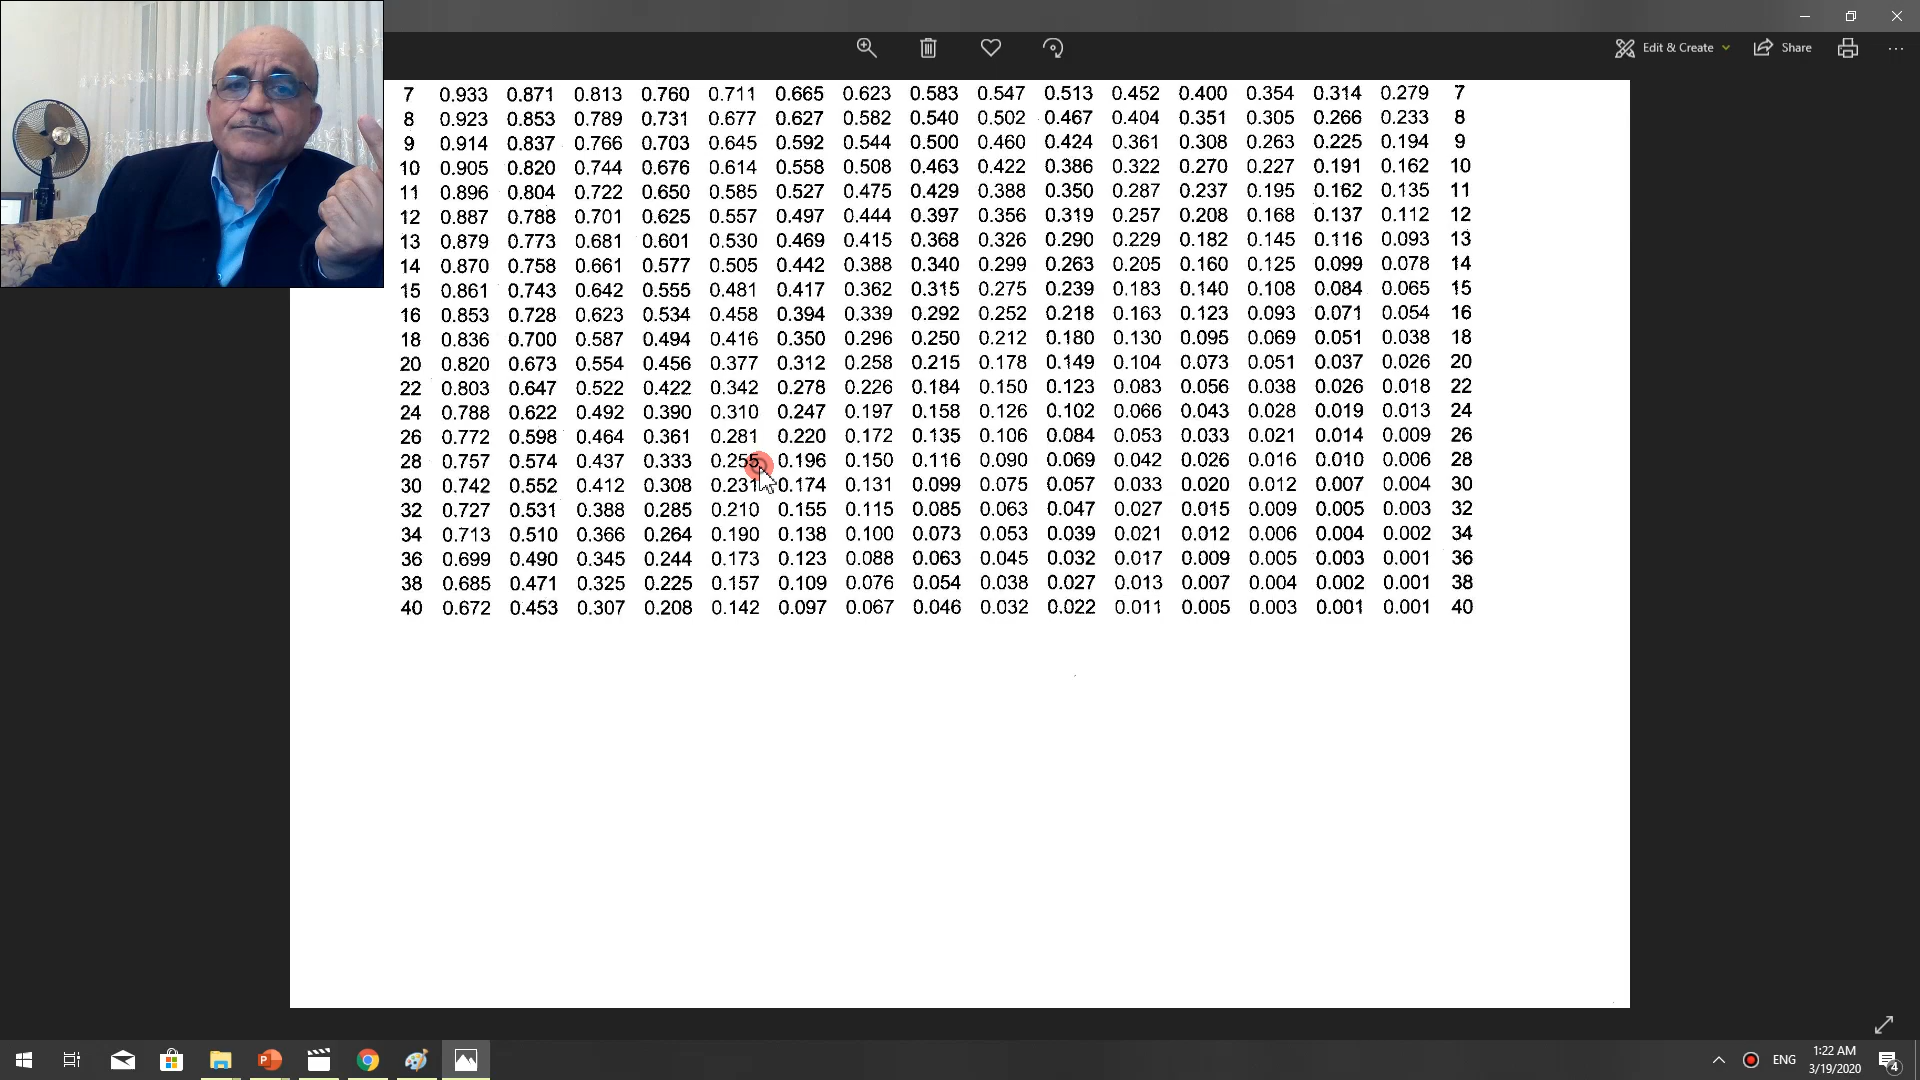 Edit & Create
Share
7 0.933 0.871 0.813 0.760 0.711 0.665 0.623 0.583 0.547 0.513 0.452 0.400 0.354 0.314 0.279 7
8 0.923 0.853 0.789 0.731 0.677 0.627 0.582 0.540 0.502 0.467 0.404 0.351 0.305 0.266 0.233 8
9 0.914 0.837 0.766 0.703 0.645 0.592 0.544 0.500 0.460 0.424 0.361 0.308 0.263 0.225 0.194 9
10 0.905 0.820 0.744 0.676 0.614 0.558 0.508 0.463 0.422 0.386 0.322 0.270 0.227 0.191 0.162 10
11 0.896 0.804 0.722 0.650 0.585 0.527 0.475 0.429 0.388 0.350 0.287 0.237 0.195 0.162 0.135 11
12 0.887 0.788 0.701 0.625 0.557 0.497 0.444 0.397 0.356 0.319 0.257 0.208 0.168 0.137 0.112 12
13 0.879 0.773 0.681 0.601 0.530 0.469 0.415 0.368 0.326 0.290 0.229 0.182 0.145 0.116 0.093 13
14 0.870 0.758 0.661 0.577 0.505 0.442 0.388 0.340 0.299 0.263 0.205 0.160 0.125 0.099 0.078 14
15 0.861 0.743 0.642 0.555 0.481 0.417 0.362 0.315 0.275 0.239 0.183 0.140 0.108 0.084 0.065 15
16 0.853 0.728 0.623 0.534 0.458 0.394 0.339 0.292 0.252 0.218 0.163 0.123 0.093 0.071 0.054 16
18 0.836 0.700 0.587 0.494 0.416 0.350 0.296 0.250 0.212 0.180 0.130 0.095 0.069 0.051 0.038 18
20 0.820 0.673 0.554 0.456 0.377 0.312 0.258 0.215 0.178 0.149 0.104 0.073 0.051 0.037 0.026 20
22 0.803 0.647 0.522 0.422 0.342 0.278 0.226 0.184 0.150 0.123 0.083 0.056 0.038 0.026 0.018 22
24 0.788 0.622 0.492 0.390 0.310 0.247 0.197 0.158 0.126 0.102 0.066 0.043 0.028 0.019 0.013 24
26 0.772 0.598 0.464 0.361 0.281 0.220 0.172 0.135 0.106 0.084 0.053 0.033 0.021 0.014 0.009 26
28 0.757 0.574 0.437 0.333 0.255 0.196 0.150 0.116 0.090 0.069 0.042 0.026 0.016 0.010 0.006 28
30 0.742 0.552 0.412 0.308 0.231 0.174 0.131 0.099 0.075 0.057 0.033 0.020 0.012 0.007 0.004 30
32 0.727 0.531 0.388 0.285 0.210 0.155 0.115 0.085 0.063 0.047 0.027 0.015 0.009 0.005 0.003 32
34 0.713 0.510 0.366 0.264 0.190 0.138 0.100 0.073 0.053 0.039 0.021 0.012 0.006 0.004 0.002 34
36 0.699 0.490 0.345 0.244 0.173 0.123 0.088 0.063 0.045 0.032 0.017 0.009 0.005 0.003 0.001 36
38 0.685 0.471 0.325 0.225 0.157 0.109 0.076 0.054 0.038 0.027 0.013 0.007 0.004 0.002 0.001 38
40 0.672 0.453 0.307 0.208 0.142 0.097 0.067 0.046 0.032 0.022 0.011 0.005 0.003 0.001 0.001 40
ENG
1:22 AM
3/19/2020
4